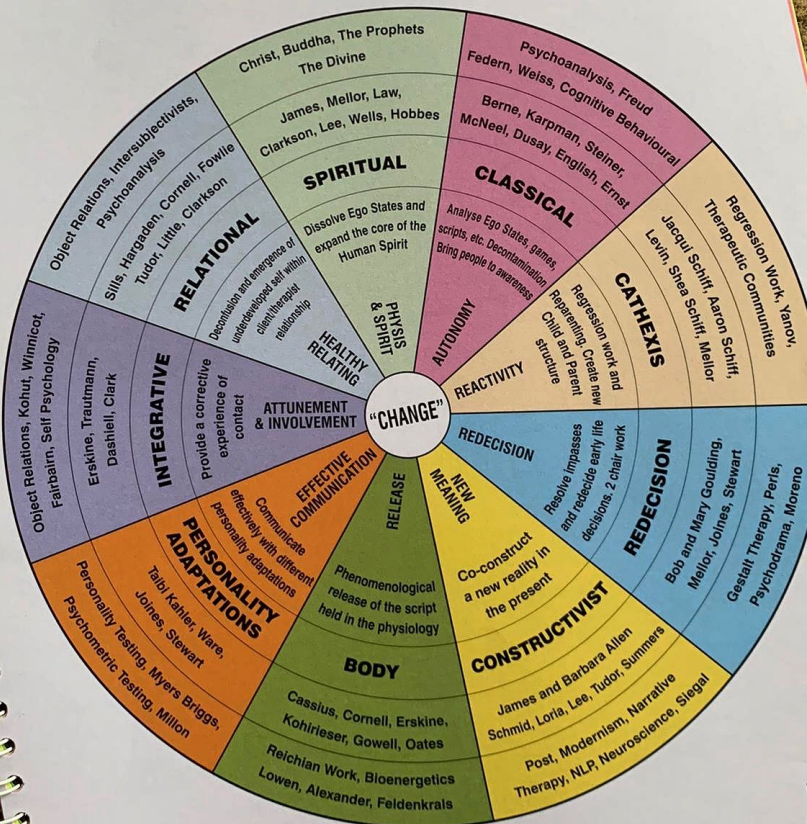 Christ, Buddha, The Prophets
The Divine
James, Mellor, Law,
Clarkson, Lee, Wells, Hobbes
SPIRITUAL
Dissolve Ego States and
expand the core of the
Human Spirit
PHYSIS
& SPIRIT
Psychoanalysis, Freud
Federn, Weiss, Cognitive Behavioural
Berne, Karpman, Steiner,
McNeel, Dusay, English, Ernst
CLASSICAL
Analyse Ego States, games,
scripts, etc. Decontamination
Bring people to awareness
AUTONOMY
Regression Work, Yanov,
Therapeutic Communities
Jacqui Schiff, Aaron Schiff,
Levin, Shea Schiff, Mellor
CATHEXIS
Regression work and
Reparenting, Create new
Child and Parent
structure
REACTIVITY
Gestalt Therapy, Perls,
Psychodrama, Moreno
Bob and Mary Goulding,
Mellor, Joines, Stewart
REDECISION
Resolve impasses
and redecide early life
decisions, 2 chair work
REDECISION
NEW
MEANING
Co-construct
a new reality in
the present
CONSTRUCTIVIST
James and Barbara Allen
Schmid, Loria, Lee, Tudor, Summers
Post, Modernism, Narrative
Therapy, NLP, Neuroscience, Siegal
RELEASE
Phenomenological
release of the script
held in the physiology
BODY
Cassius, Cornell, Erskine,
Kohirieser, Gowell, Oates
Reichian Work, Bioenergetics
Lowen, Alexander, Feldenkrals
EFFECTIVE
COMMUNICATION
Communicate
effectively with different
personality adaptations
PERSONALITY
ADAPTATIONS
Taibi Kahler, Ware,
Joines, Stewart
Personality Testing, Myers Briggs,
Psychometric Testing, Millon
Object Relations, Kohut, Winnicot,
Fairbairn, Self Psychology
Erskine, Trautmann,
Dashiell, Clark
INTEGRATIVE
Provide a corrective
experience of
contact
ATTUNEMENT
& INVOLVEMENT
Object Relations, Intersubjectivists,
Psychoanalysis
Sills, Hargaden, Cornell, Fowlie
Tudor, Little, Clarkson
RELATIONAL
Deconfusion and emergence of
underdeveloped self within
client/therapist
relationship
HEALTHY
RELATING
"CHANGE"